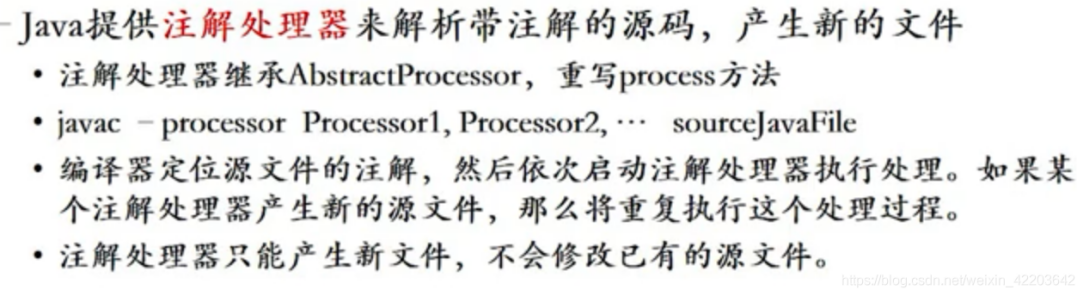 – Java提供注解处理器来解析带注解的源码，产生新的文件
• 注解处理器继承AbstractProcessor，重写process方法
• javac –processor Processor1, Processor2, … sourceJavaFile
• 编译器定位源文件的注解，然后依次启动注解处理器执行处理。如果某
个注解处理器产生新的源文件，那么将重复执行这个处理过程。
• 注解处理器只能产生新文件，不会修改已有的源文件。
https://blog.csdn.net/weixin_42203642